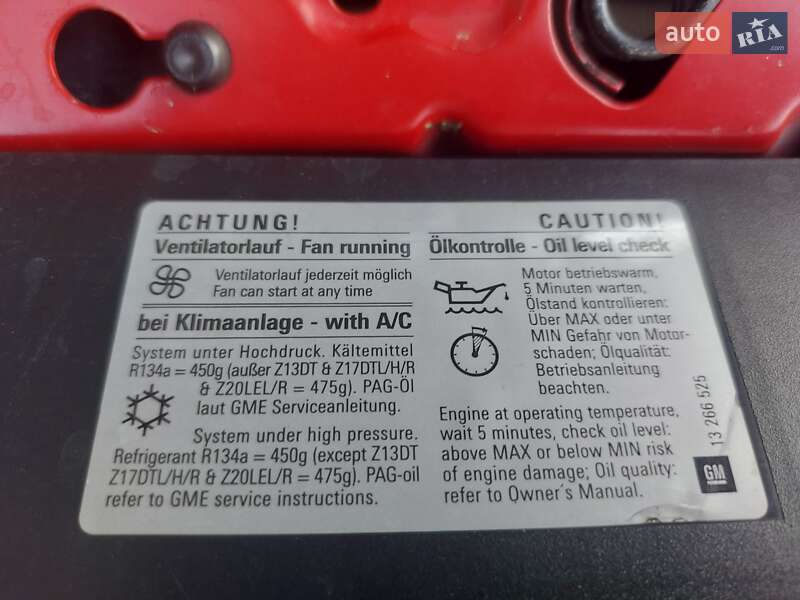 auto RIA
.com
ACHTUNG!
CAUTION!
Ventilatorlauf - Fan running
Ventilatorlauf jederzeit möglich
Fan can start at any time
bei Klimaanlage - with A/C
System unter Hochdruck. Kältemittel
R134a = 450g (außer Z13DT & Z17DTL/H/R
& Z20LEL/R = 475g). PAG-Öl
laut GME Serviceanleitung.
System under high pressure.
Refrigerant R134a = 450g (except Z13DT
Z17DTL/H/R & Z20LEL/R = 475g). PAG-oil
refer to GME service instructions.
Ölkontrolle - Oil level check
Motor betriebswarm,
5 Minuten warten,
Ölstand kontrollieren:
Über MAX oder unter
MIN Gefahr von Motor-
schaden; Ölqualität:
Betriebsanleitung
beachten.
Engine at operating temperature,
wait 5 minutes, check oil level:
above MAX or below MIN risk
of engine damage; Oil quality:
refer to Owner´s Manual.
13 266 525
GM